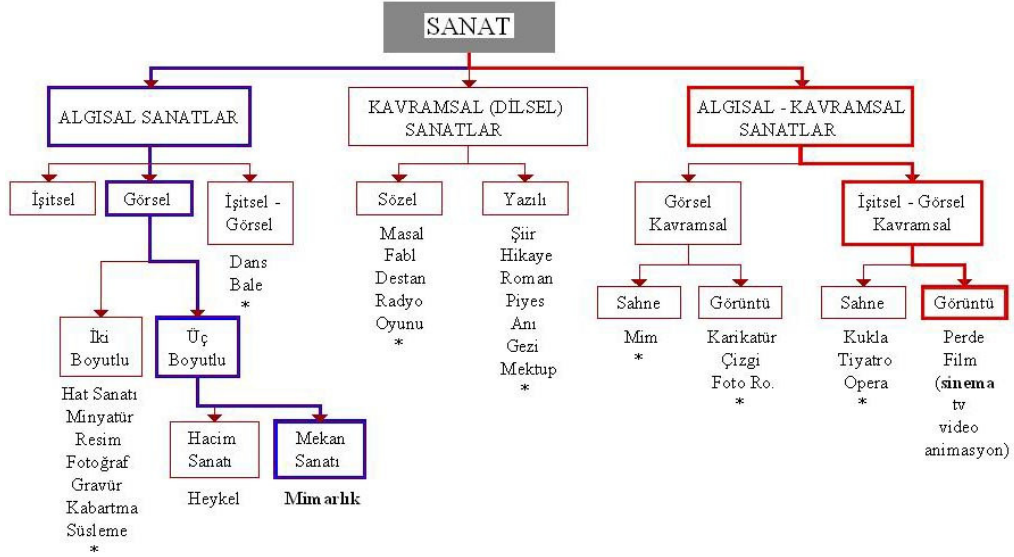 SANAT
ALGISAL SANATLAR
KAVRAMSAL (DİLSEL)
SANATLAR
ALGISAL - KAVRAMSAL
SANATLAR
İşitsel
Görsel
İşitsel -
Görsel
Dans
Bale
*
Sözel
Masal
Fabl
Destan
Radyo
Oyunu
*
Yazılı
Şiir
Hikaye
Roman
Piyes
Anı
Gezi
Mektup
*
Görsel
Kavramsal
İşitsel - Görsel
Kavramsal
Sahne
Mim
*
Görüntü
Karikatür
Çizgi
Foto Ro.
*
Sahne
Kukla
Tiyatro
Opera
*
Görüntü
Perde
Film
(sinema
tv
video
animasyon)
İki
Boyutlu
Hat Sanatı
Minyatür
Resim
Fotoğraf
Gravür
Kabartma
Süsleme
*
Üç
Boyutlu
Hacim
Sanatı
Heykel
Mekan
Sanatı
Mimarlık